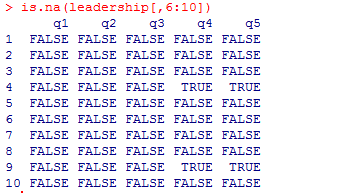 > is.na(leadership[,6:10])
q1 q2 q3 q4 q5
1 FALSE FALSE FALSE FALSE FALSE
2 FALSE FALSE FALSE FALSE FALSE
3 FALSE FALSE FALSE FALSE FALSE
4 FALSE FALSE FALSE TRUE TRUE
5 FALSE FALSE FALSE FALSE FALSE
6 FALSE FALSE FALSE FALSE FALSE
7 FALSE FALSE FALSE FALSE FALSE
8 FALSE FALSE FALSE FALSE FALSE
9 FALSE FALSE FALSE TRUE TRUE
10 FALSE FALSE FALSE FALSE FALSE